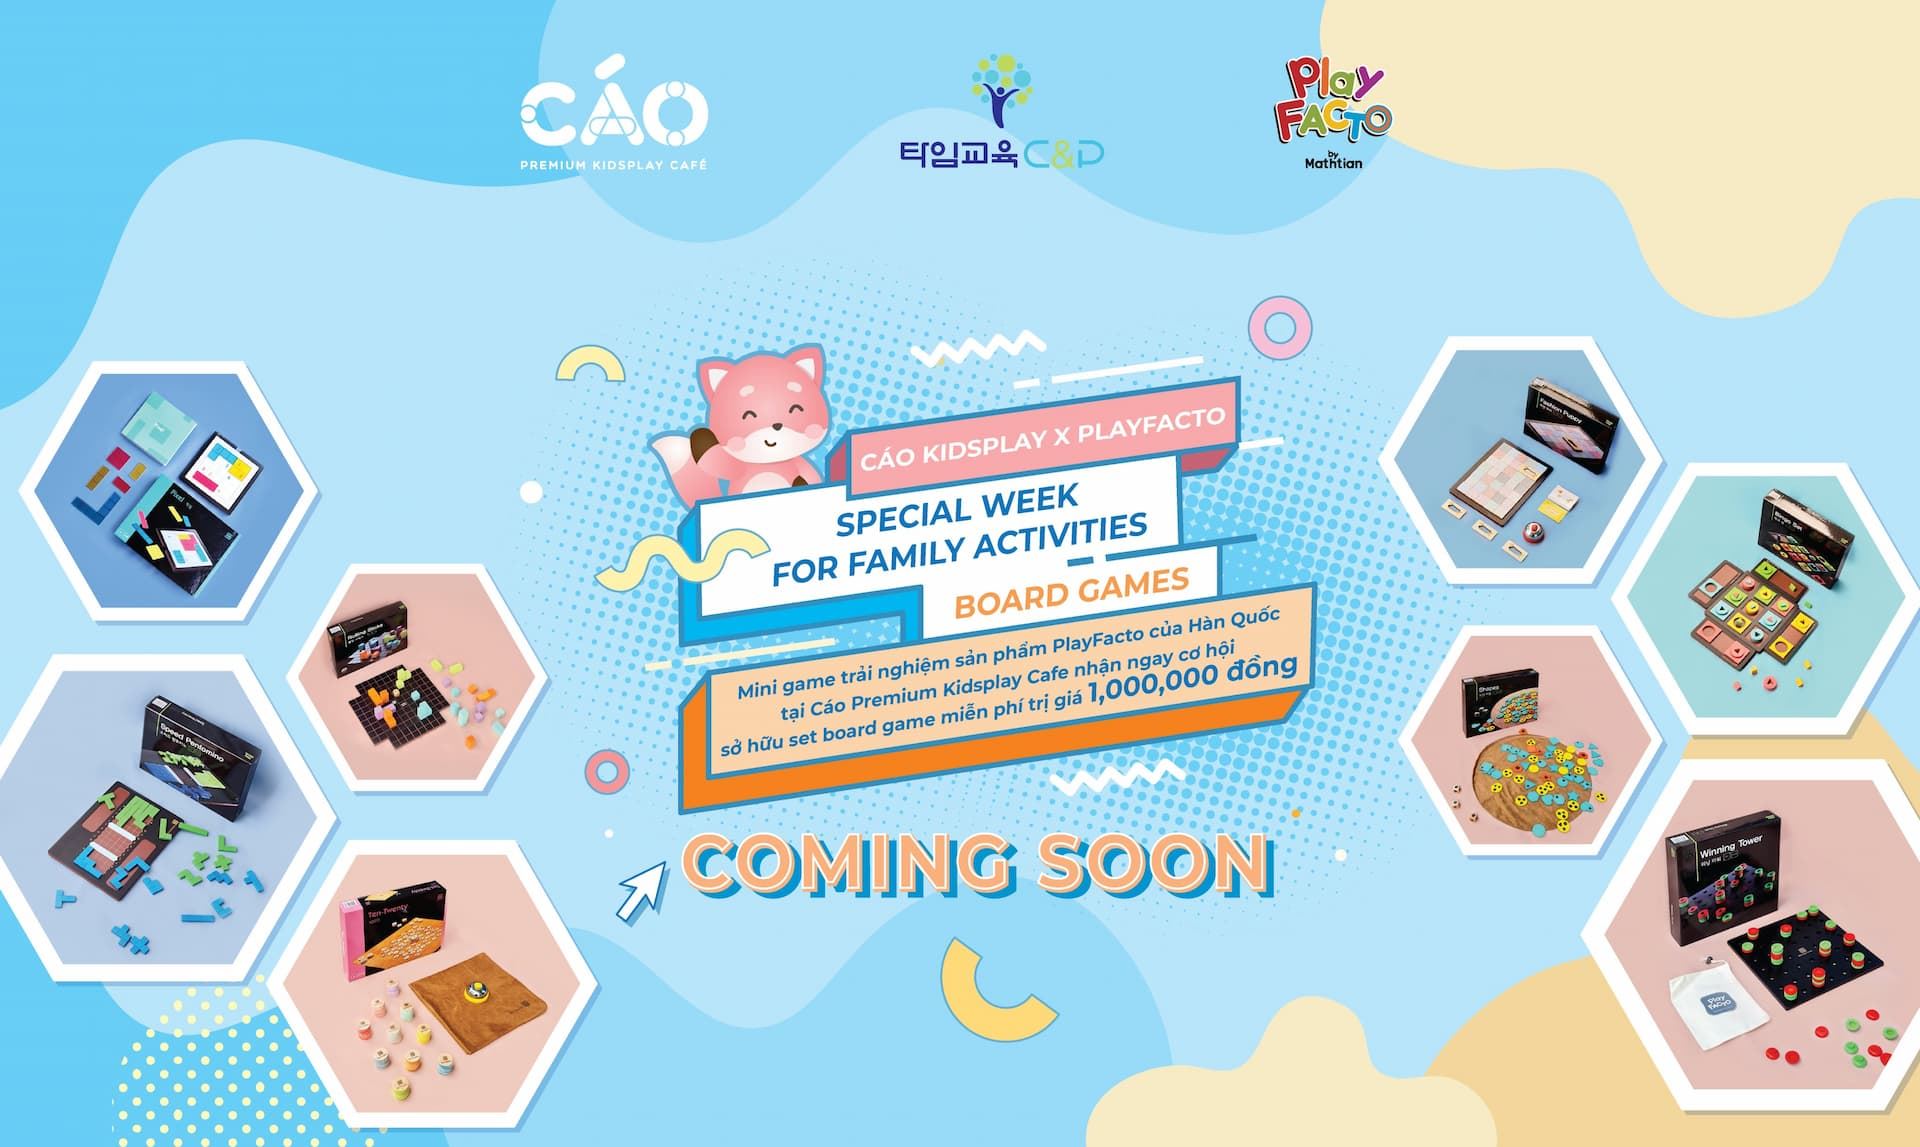 CÁO
PREMIUM KIDSPLAY CAFÉ
타임교육 C&P
Play
FACTO
by
Mathtian
CÁO KIDSPLAY X PLAYFACTO
SPECIAL WEEK
FOR FAMILY ACTIVITIES
BOARD GAMES
Mini game trải nghiệm sản phẩm PlayFacto của Hàn Quốc
tại Cáo Premium Kidsplay Cafe nhận ngay cơ hội
sở hữu set board game miễn phí trị giá 1,000,000 đồng
COMING SOON
Pixel
Rolling Blocks
Speed Pentomino
Ten-Twenty
Fashion Puppy
Shapes
Winning Tower
Play
FACTO